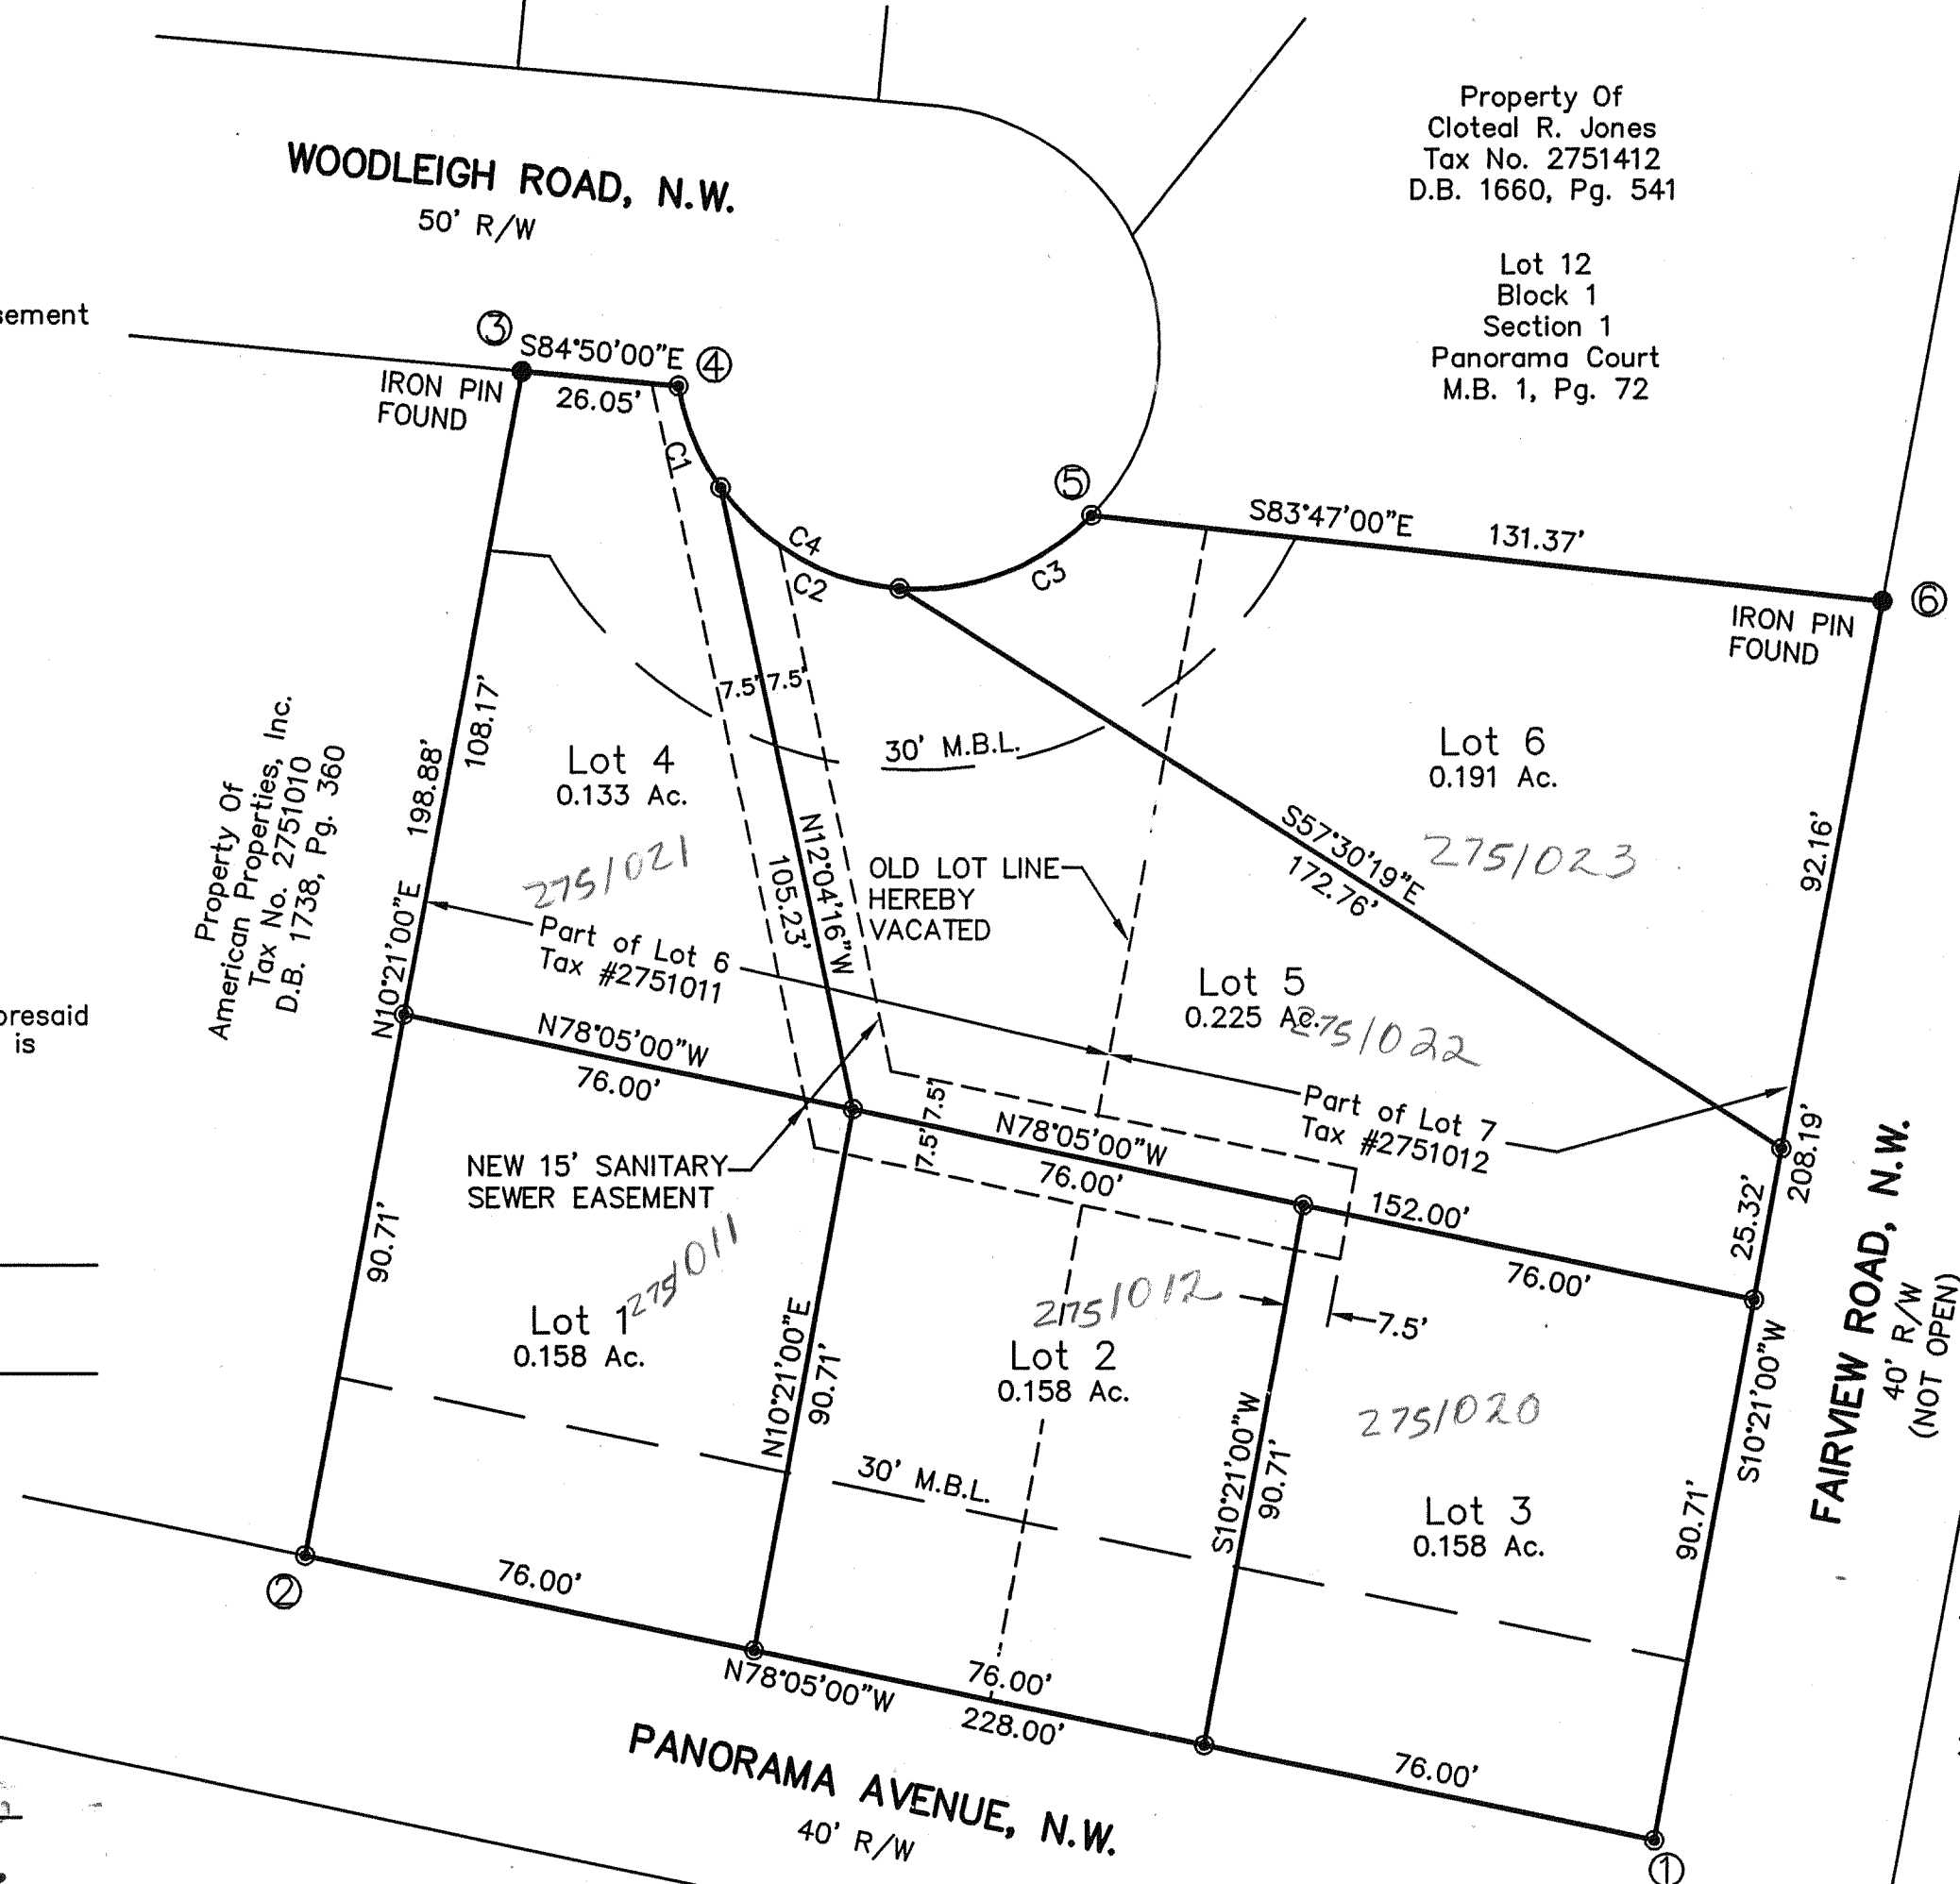 Property Of
Cloteal R. Jones
Tax No. 2751412
D.B. 1660, Pg. 541
Lot 12
Block 1
Section 1
Panorama Court
M.B. 1, Pg. 72
WOODLEIGH ROAD, N.W.
50' R/W
sement
3
S84°50'00"E
4
26.05'
IRON PIN
FOUND
C1
C4
C2
C3
5
S83°47'00"E
131.37'
6
IRON PIN
FOUND
7.5' 7.5'
30' M.B.L.
Lot 4
0.133 Ac.
2751021
Lot 6
0.191 Ac.
2751023
108.17'
198.88'
N10°21'00"E
Property Of
American Properties, Inc.
Tax No. 2751010
D.B. 1738, Pg. 360
N12°04'16"W
105.23'
OLD LOT LINE
HEREBY
VACATED
S57°30'19"E
172.76'
92.16'
Part of Lot 6
Tax #2751011
Lot 5
0.225 Ac.
2751022
oresaid
is
N78°05'00"W
76.00'
7.5' 7.5'
N78°05'00"W
76.00'
Part of Lot 7
Tax #2751012
208.19'
25.32'
152.00'
76.00'
NEW 15' SANITARY
SEWER EASEMENT
90.71'
Lot 1
0.158 Ac.
2751011
N10°21'00"E
90.71'
2751012
7.5'
Lot 2
0.158 Ac.
S10°21'00"W
90.71'
2751020
Lot 3
0.158 Ac.
S10°21'00"W
90.71'
FAIRVIEW ROAD, N.W.
40' R/W
(NOT OPEN)
30' M.B.L.
2
76.00'
N78°05'00"W
76.00'
228.00'
76.00'
1
PANORAMA AVENUE, N.W.
40' R/W